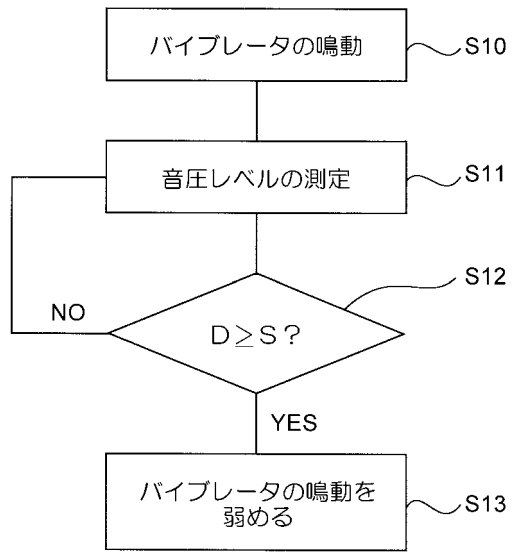 バイブレータの鳴動
S10
音圧レベルの測定
S11
S12
D≧S?
NO
YES
バイブレータの鳴動を
弱める
S13